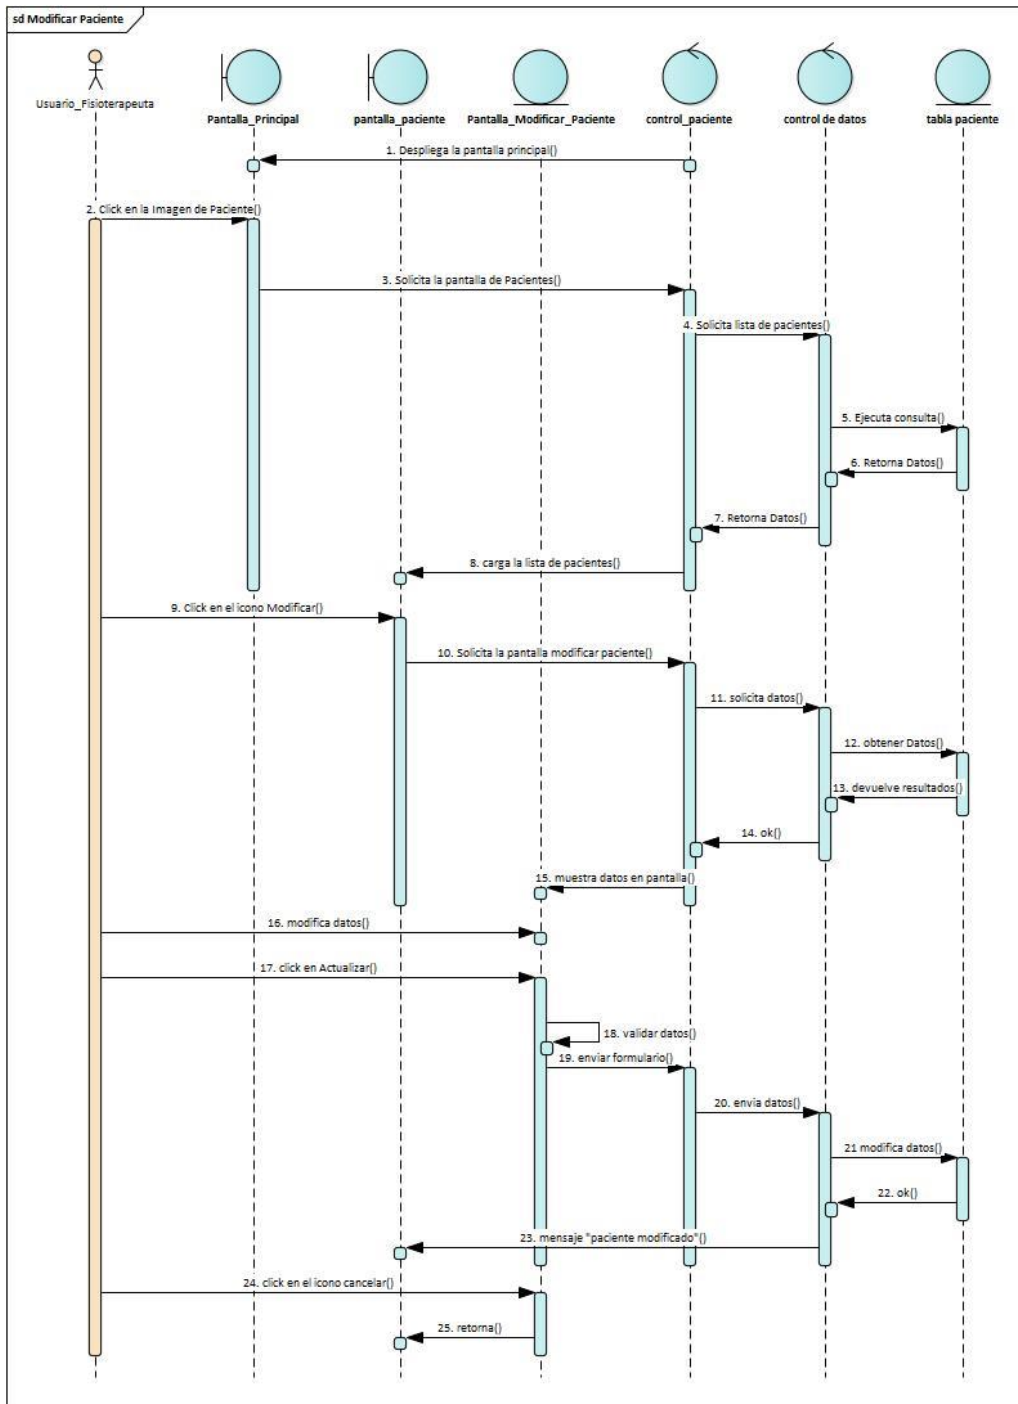 sd Modificar Paciente
Usuario_Fisioterapeuta
Pantalla_Principal
pantalla_paciente
Pantalla_Modificar_Paciente
control_paciente
control de datos
tabla paciente
1. Despliega la pantalla principal()
2. Click en la Imagen de Paciente()
3. Solicita la pantalla de Pacientes()
4. Solicita lista de pacientes()
5. Ejecuta consulta()
6. Retorna Datos()
7. Retorna Datos()
8. carga la lista de pacientes()
9. Click en el icono Modificar()
10. Solicita la pantalla modificar paciente()
11. solicita datos()
12. obtener Datos()
13. devuelve resultados()
14. ok()
15. muestra datos en pantalla()
16. modifica datos()
17. click en Actualizar()
18. validar datos()
19. enviar formulario()
20. envia datos()
21 modifica datos()
22. ok()
23. mensaje "paciente modificado"()
24. click en el icono cancelar()
25. retorna()